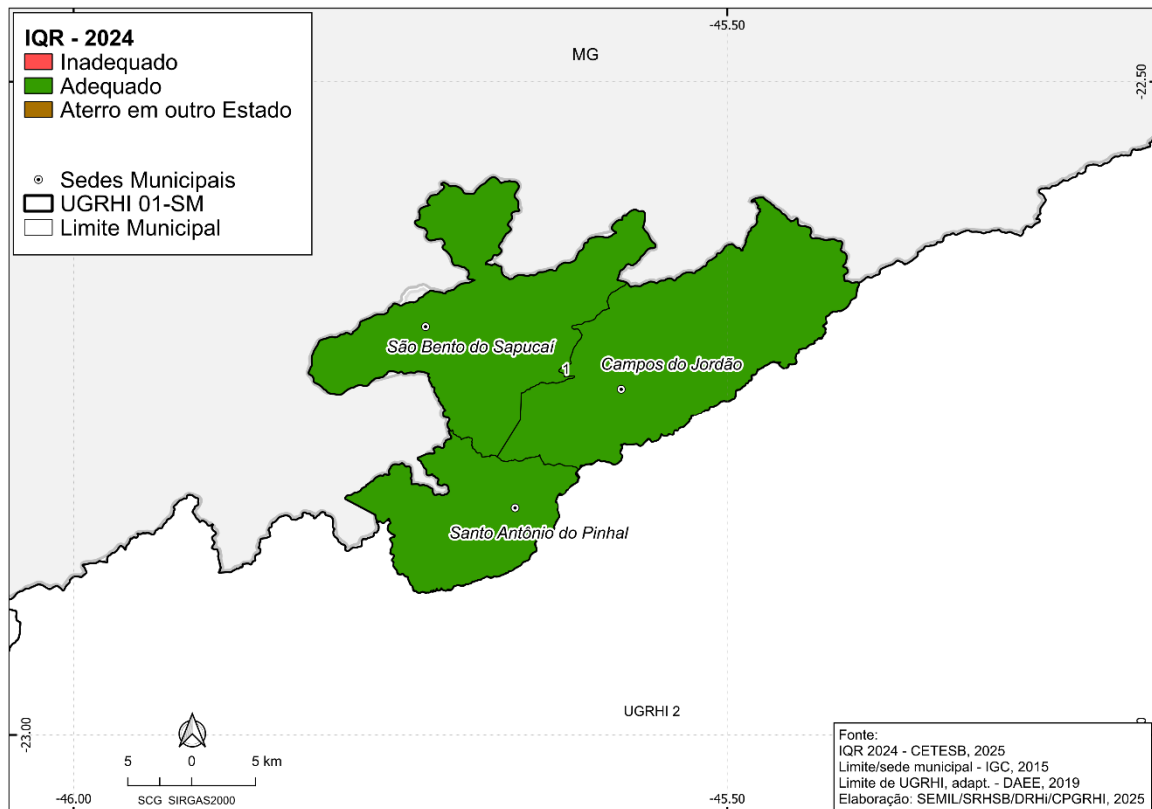 IQR - 2024
Inadequado
Adequado
Aterro em outro Estado
Sedes Municipais
UGRHI 01-SM
Limite Municipal
-45.50
MG
-22.50
São Bento do Sapucaí
1
Campos do Jordão
Santo Antônio do Pinhal
UGRHI 2
-23.00
5 0 5 km
SCG SIRGAS2000
-46.00
-45.50
Fonte:
IQR 2024 - CETESB, 2025
Limite/sede municipal - IGC, 2015
Limite de UGRHI, adapt. - DAEE, 2019
Elaboração: SEMIL/SRHSB/DRHi/CPGRHI, 2025